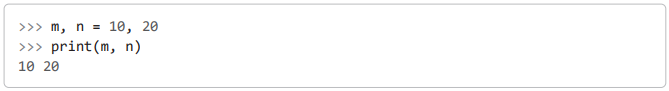 >>> m, n = 10, 20
>>> print(m, n)
10 20